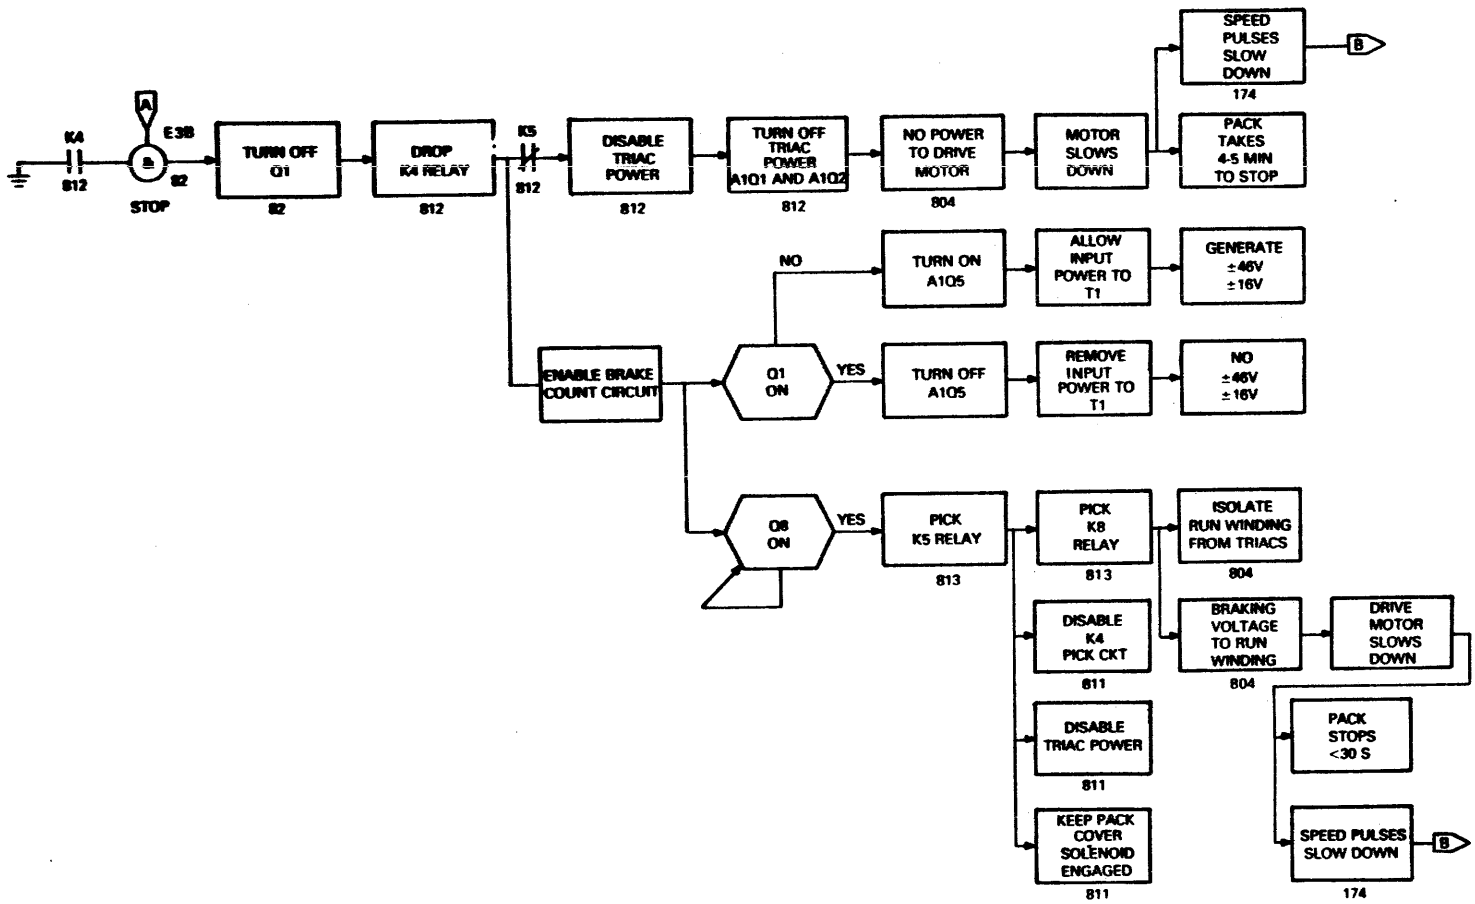 SPEED
PULSES
SLOW
DOWN
174
B
A
K4
812
E3B
82
STOP
TURN OFF
Q1
82
DROP
K4 RELAY
812
K5
812
DISABLE
TRIAC
POWER
812
TURN OFF
TRIAC
POWER
A1Q1 AND A1Q2
812
NO POWER
TO DRIVE
MOTOR
804
MOTOR
SLOWS
DOWN
PACK
TAKES
4-5 MIN
TO STOP
NO
TURN ON
A1Q5
ALLOW
INPUT
POWER TO
T1
GENERATE
±46V
±16V
ENABLE BRAKE
COUNT CIRCUIT
Q1
ON
YES
TURN OFF
A1Q5
REMOVE
INPUT
POWER TO
T1
NO
±46V
±16V
Q8
ON
YES
PICK
K5 RELAY
813
PICK
K8
RELAY
813
ISOLATE
RUN WINDING
FROM TRIACS
804
DISABLE
K4
PICK CKT
811
BRAKING
VOLTAGE
TO RUN
WINDING
804
DRIVE
MOTOR
SLOWS
DOWN
DISABLE
TRIAC POWER
811
PACK
STOPS
<30 S
KEEP PACK
COVER
SOLENOID
ENGAGED
811
SPEED PULSES
SLOW DOWN
174
B